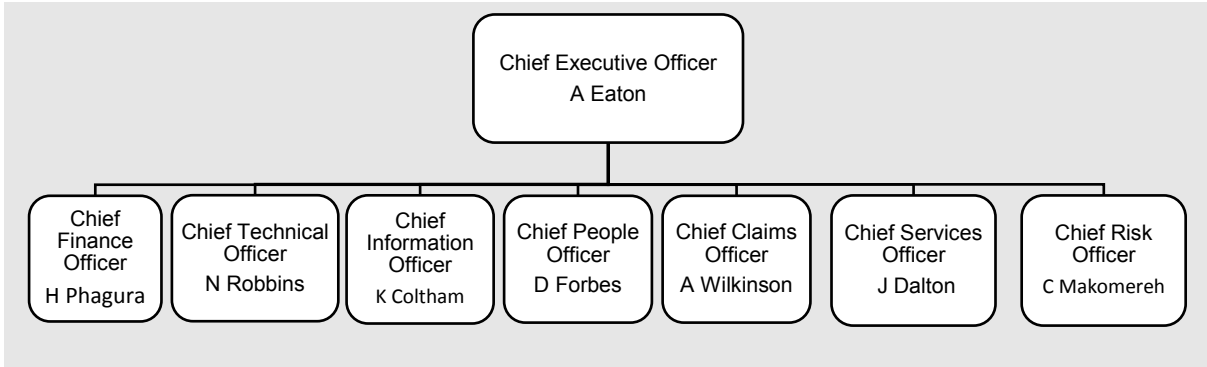 Chief Executive Officer
A Eaton
Chief
Finance
Officer
H Phagura
Chief Technical
Officer
N Robbins
Chief
Information
Officer
K Coltham
Chief People
Officer
D Forbes
Chief Claims
Officer
A Wilkinson
Chief Services
Officer
J Dalton
Chief Risk
Officer
C Makomereh